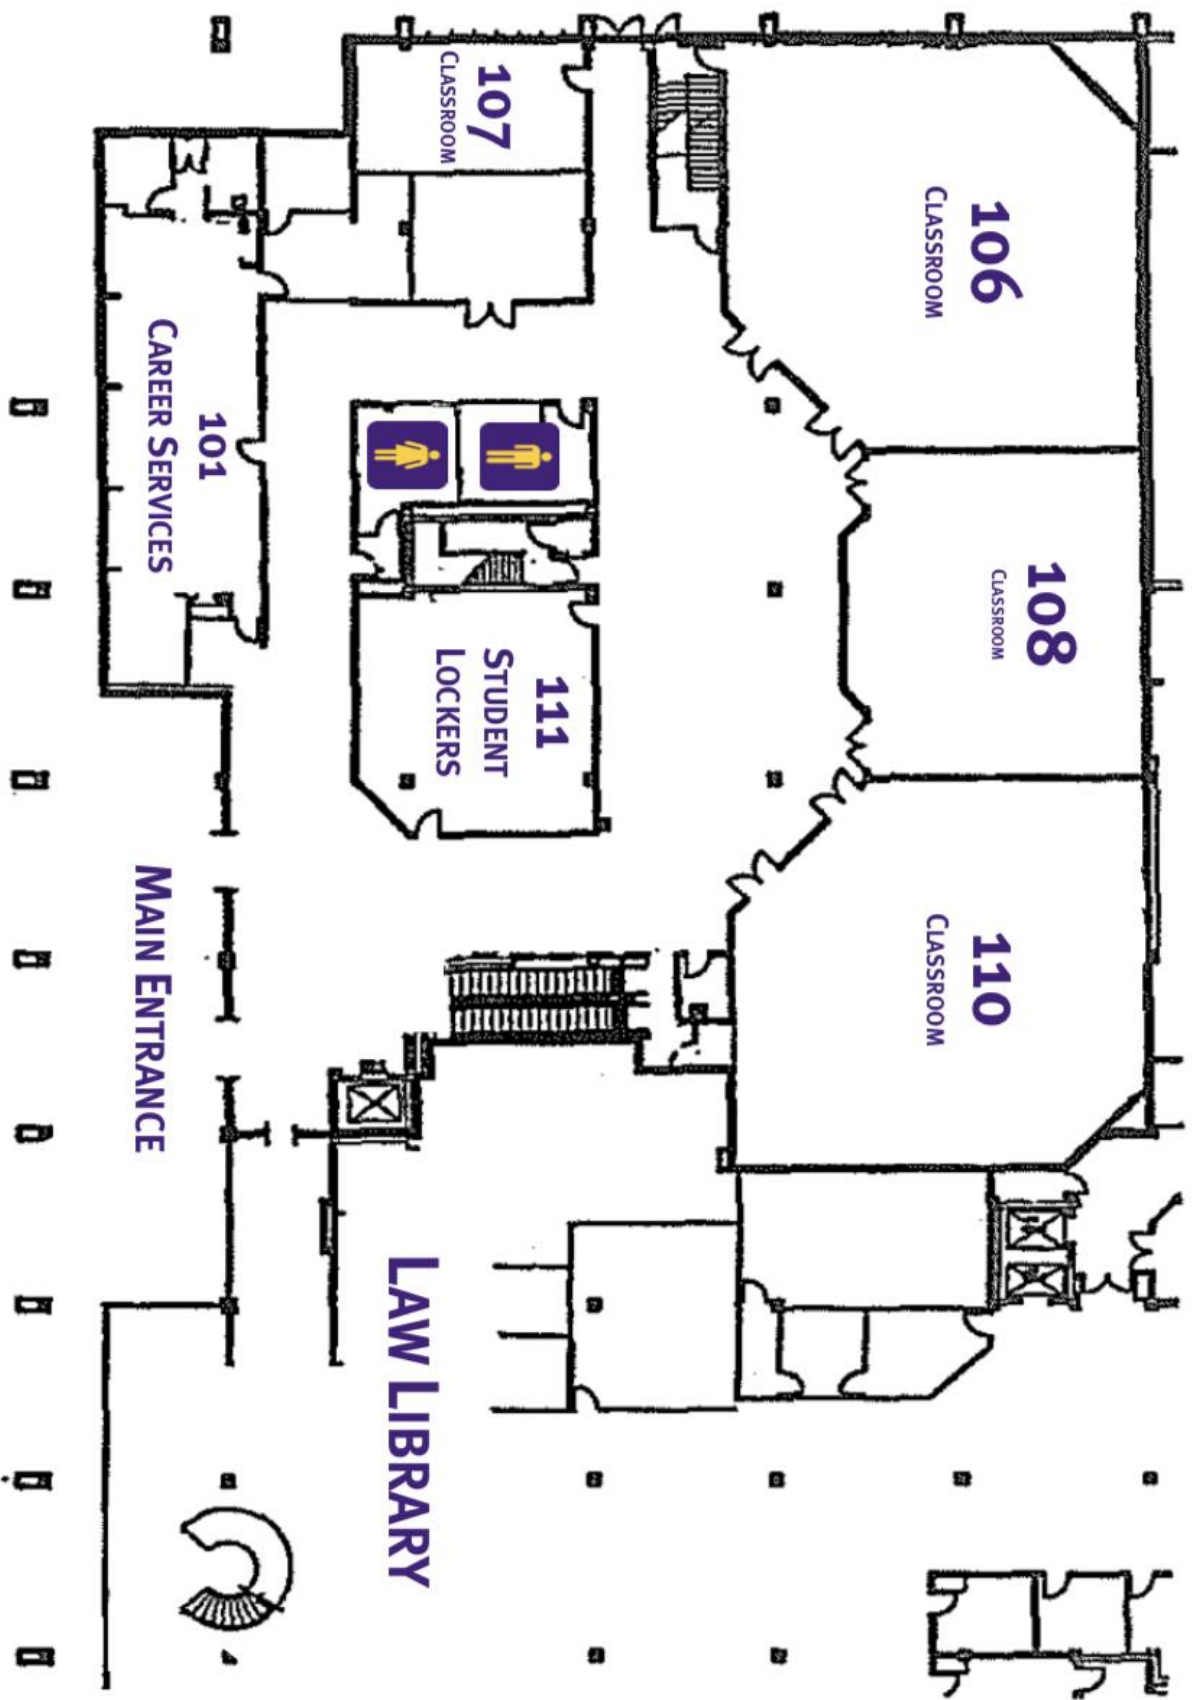 106
CLASSROOM
108
CLASSROOM
110
CLASSROOM
107
CLASSROOM
111
STUDENT
LOCKERS
LAW LIBRARY
101
CAREER SERVICES
MAIN ENTRANCE